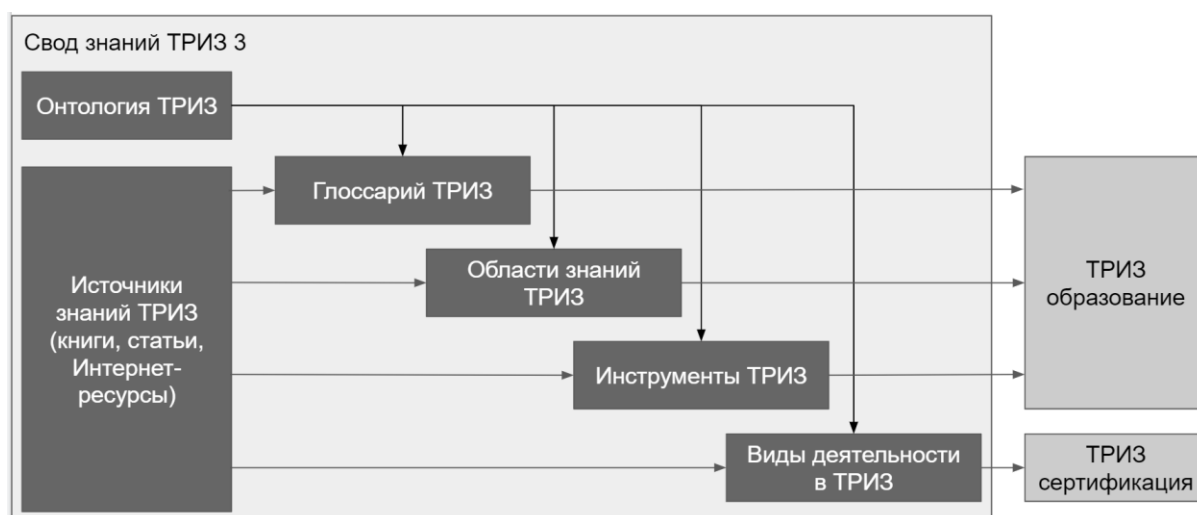 Свод знаний ТРИЗ 3
Онтология ТРИЗ
Глоссарий ТРИЗ
Области знаний
ТРИЗ
Инструменты ТРИЗ
Виды деятельности
в ТРИЗ
Источники
знаний ТРИЗ
(книги, статьи,
Интернет-
ресурсы)
ТРИЗ
образование
ТРИЗ
сертификация